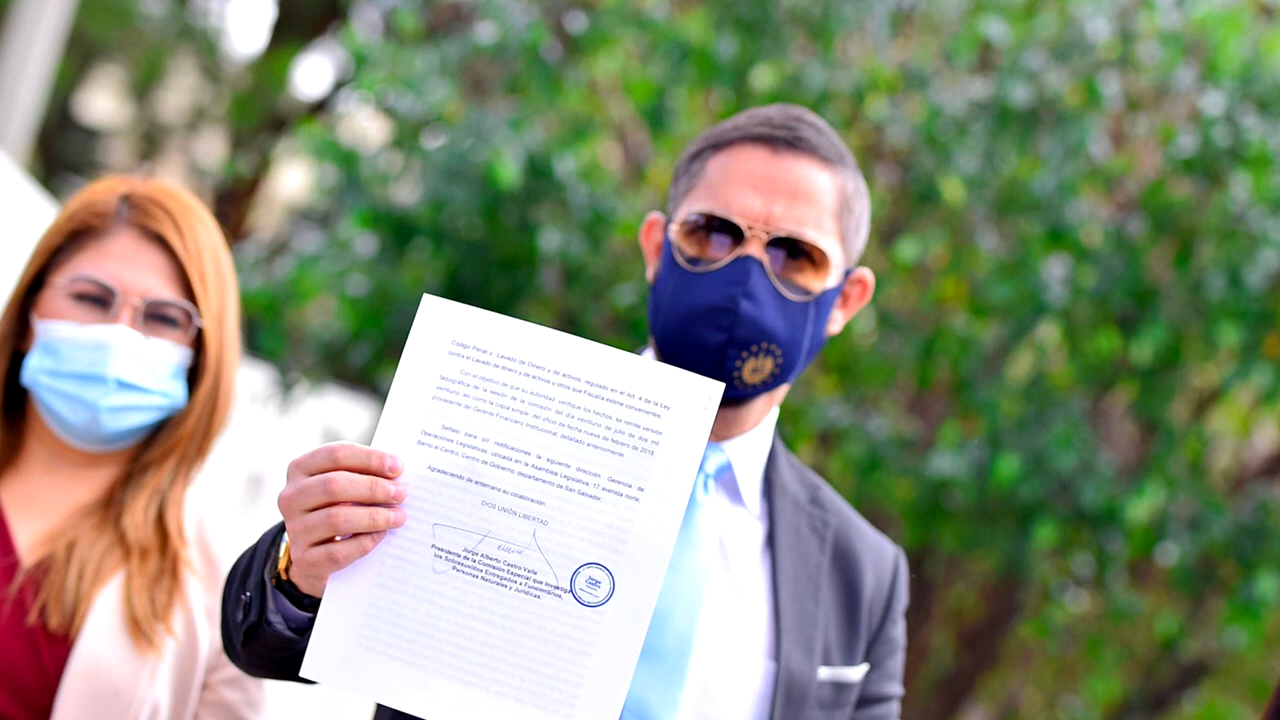 Código Penal y Lavado de Dinero y de activos, regulado en el Art. 4 de la Ley
contra el Lavado de dinero y de activos u otros que Fiscalía estime convenientes.
Con el objetivo de que su autoridad verifique los hechos, se remite versión
taquigráfica de la sesión de la comisión del día veintiuno de julio de dos mil
veintiuno; así como la copia simple del oficio de fecha nueve de febrero de 2018,
procedente del Gerente Financiero Institucional, detallado anteriormente.
Señalo para oír notificaciones la siguiente dirección: Gerencia de
Operaciones Legislativas, ubicada en la Asamblea Legislativa, 17 avenida norte,
Barrio el Centro, Centro de Gobierno, departamento de San Salvador.
Agradeciendo de antemano su colaboración.
DIOS UNIÓN LIBERTAD
Jorge Alberto Castro Valle
Presidente de la Comisión Especial que Investiga
los Sobresueldos Entregados a Funcionarios,
Personas Naturales y Jurídicas.
Jorge
Castro